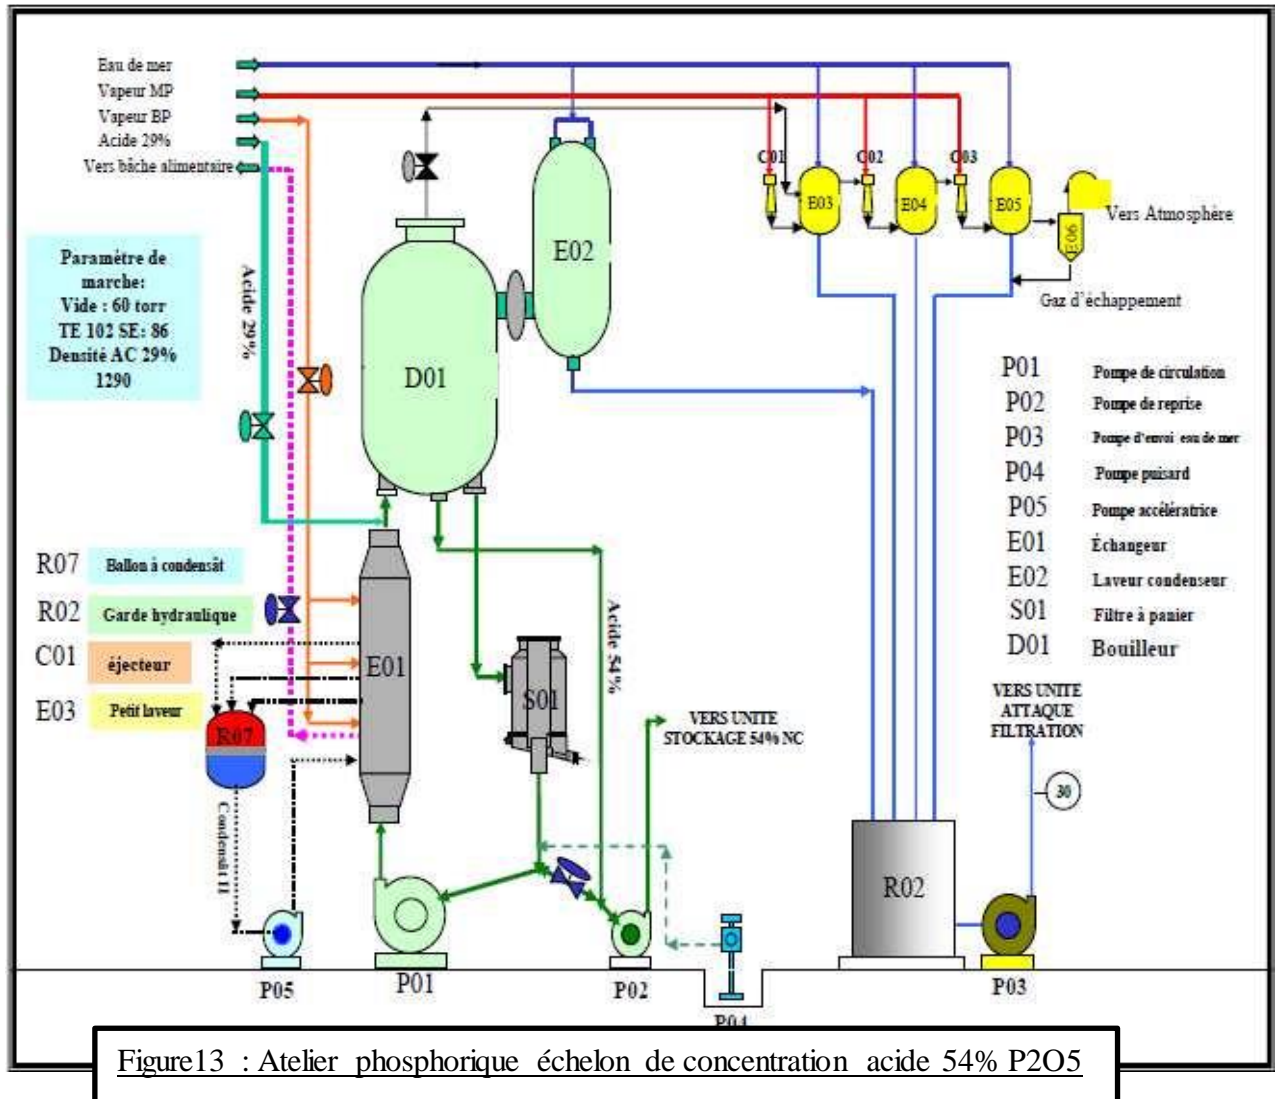 Eau de mer
Vapeur MP
Vapeur BP
Acide 29%
Vers bâche alimentaire
C01
C02
C03
E03
E04
E05
E06
Vers Atmosphère
Gaz d'échappement
E02
D01
Paramètre de
marche:
Vide : 60 torr
TE 102 SE: 86
Densité AC 29%
1290
Acide 29%
P01 Pompe de circulation
P02 Pompe de reprise
P03 Pompe d'envoi eau de mer
P04 Pompe puisard
P05 Pompe accélératrice
E01 Échangeur
E02 Laveur condenseur
S01 Filtre à panier
D01 Bouilleur
R07 Ballon à condensât
R02 Garde hydraulique
C01 éjecteur
E03 Petit laveur
E01
S01
Acide 54%
R07
Condensât II
VERS UNITE
STOCKAGE 54% NC
VERS UNITE
ATTAQUE
FILTRATION
30
R02
P05
P01
P02
P04
P03
Figure13 : Atelier phosphorique échelon de concentration acide 54% P2O5